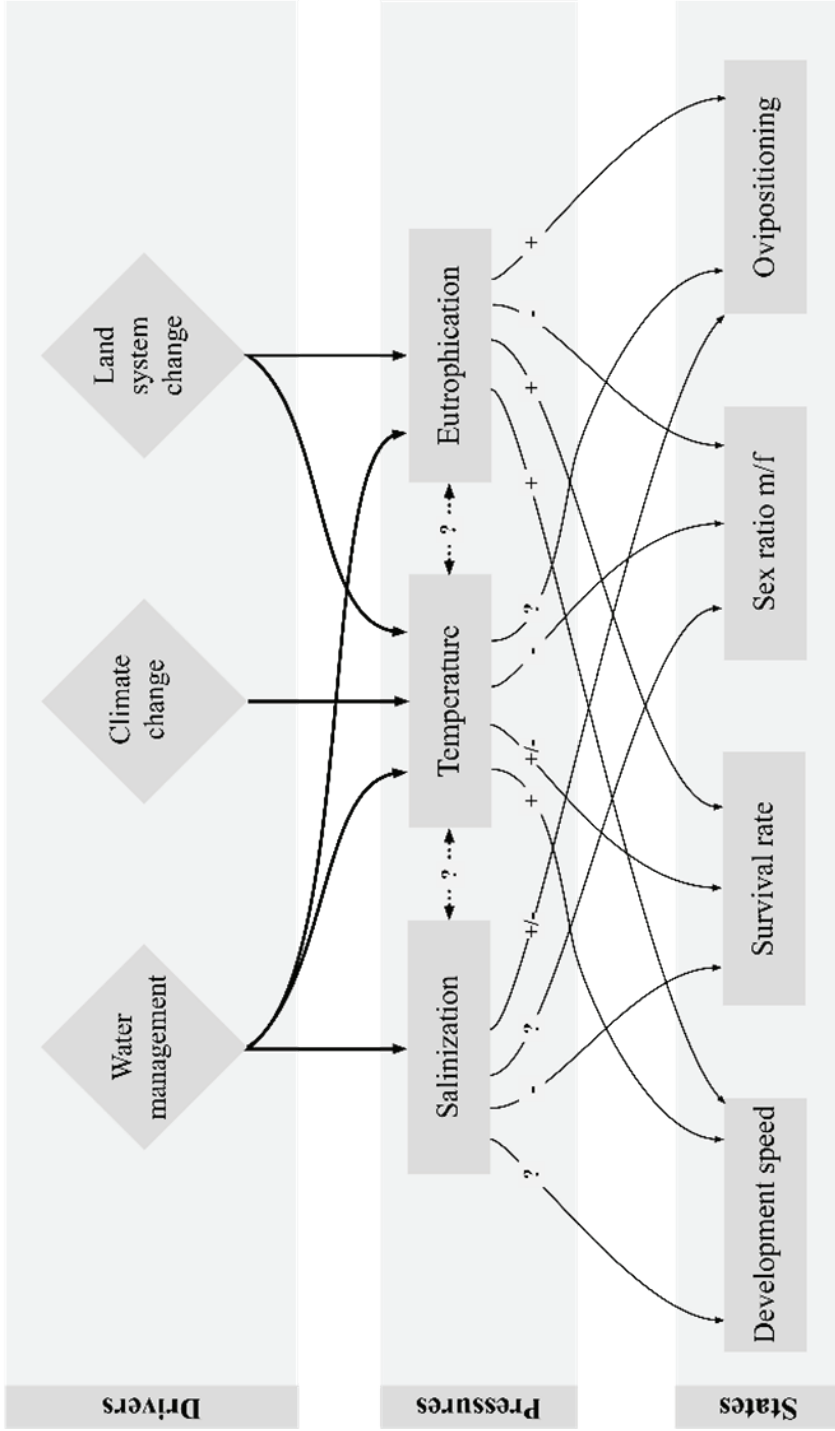 Drivers
Water
management
Climate
change
Land
system
change
Pressures
Salinization
? 
Temperature
?
Eutrophication
?
-
?
+/-
+
+/-
-
?
+
+
-
+
States
Development speed
Survival rate
Sex ratio m/f
Ovipositioning